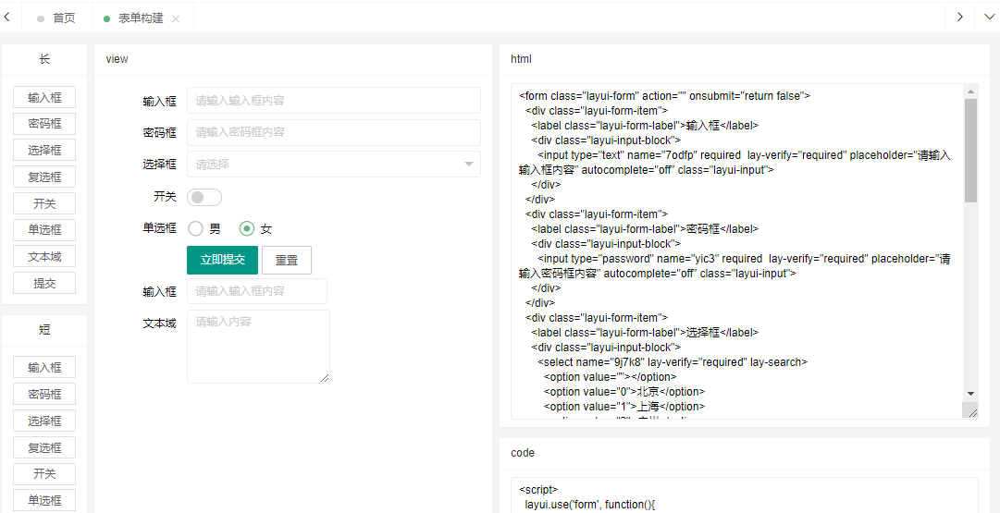 首页
表单构建
长
输入框
密码框
选择框
复选框
开关
单选框
文本域
提交
短
输入框
密码框
选择框
复选框
开关
单选框
view
输入框 请输入输入框内容
密码框 请输入密码框内容
选择框 请选择
开关
单选框 男 女
立即提交 重置
输入框 请输入输入框内容
文本域 请输入内容
html
<form class="layui-form" action="" onsubmit="return false">
<div class="layui-form-item">
<label class="layui-form-label">输入框</label>
<div class="layui-input-block">
<input type="text" name="7odfp" required  lay-verify="required" placeholder="请输入
输入框内容" autocomplete="off" class="layui-input">
</div>
</div>
<div class="layui-form-item">
<label class="layui-form-label">密码框</label>
<div class="layui-input-block">
<input type="password" name="yic3" required  lay-verify="required" placeholder="请
输入密码框内容" autocomplete="off" class="layui-input">
</div>
</div>
<div class="layui-form-item">
<label class="layui-form-label">选择框</label>
<div class="layui-input-block">
<select name="9j7k8" lay-verify="required" lay-search>
<option value=""></option>
<option value="0">北京</option>
<option value="1">上海</option>
code
<script>
layui.use('form', function(){